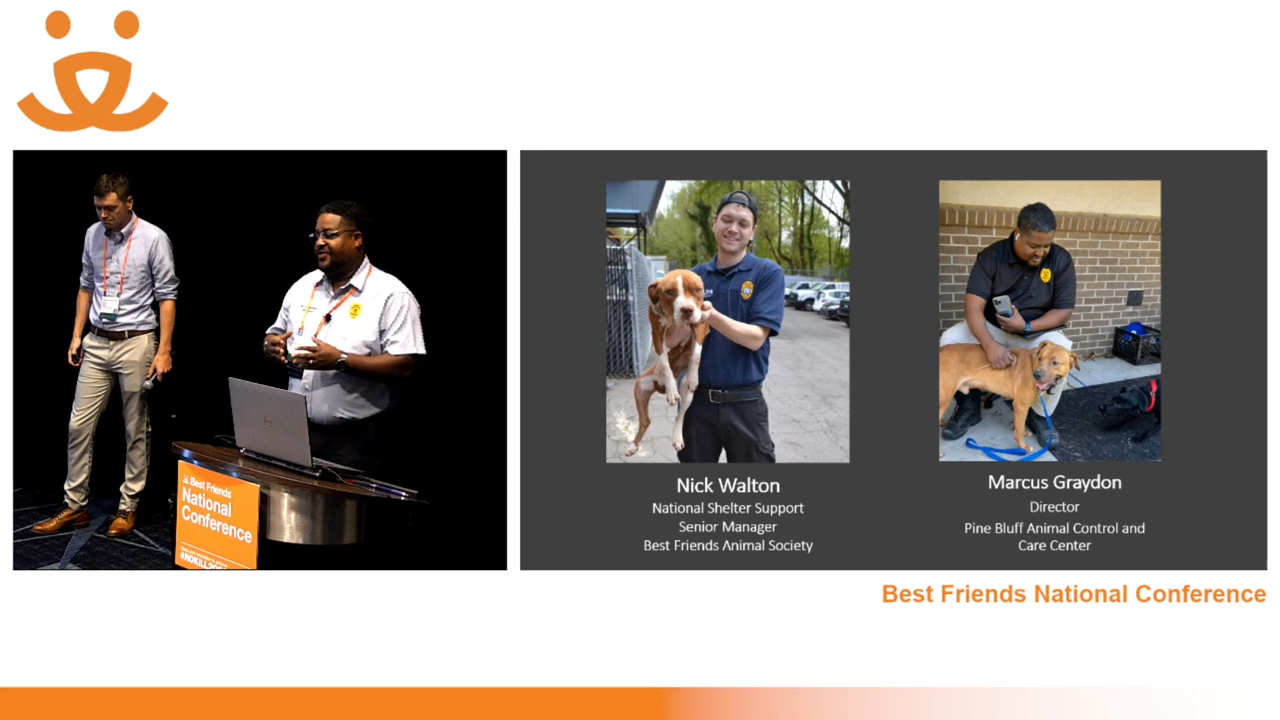 Best Friends
National
Conference
Nick Walton
National Shelter Support
Senior Manager
Best Friends Animal Society
Marcus Graydon
Director
Pine Bluff Animal Control and
Care Center
Best Friends National Conference